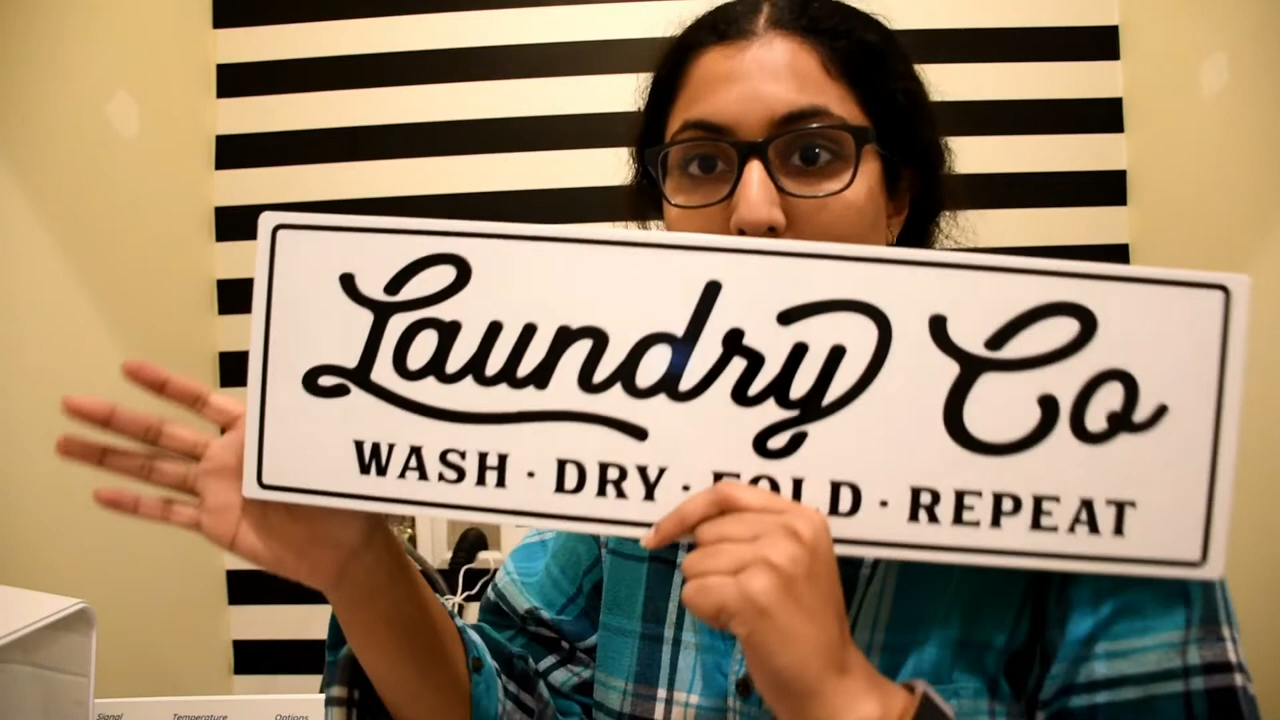 Laundry Co
WASH · DRY · FOLD · REPEAT
Signal Temperature Options